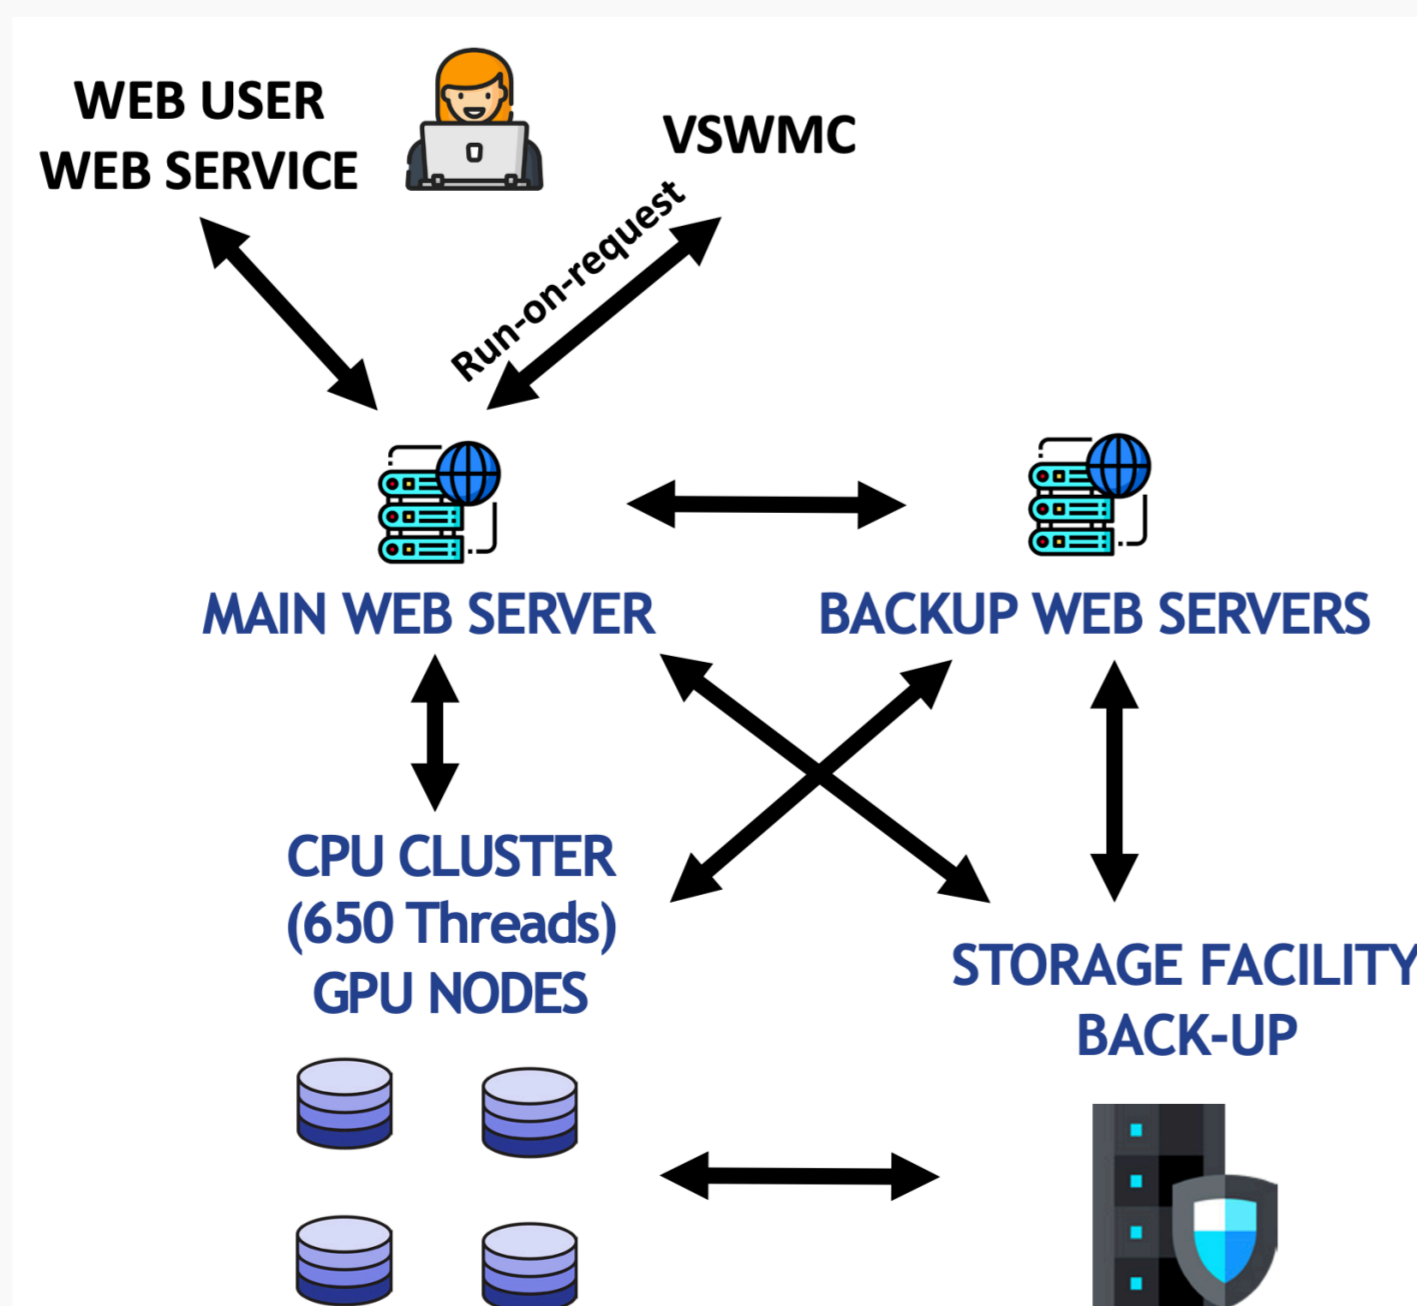 WEB USER
WEB SERVICE
VSWMC
Run-on-request
MAIN WEB SERVER
BACKUP WEB SERVERS
CPU CLUSTER
(650 Threads)
GPU NODES
STORAGE FACILITY
BACK-UP